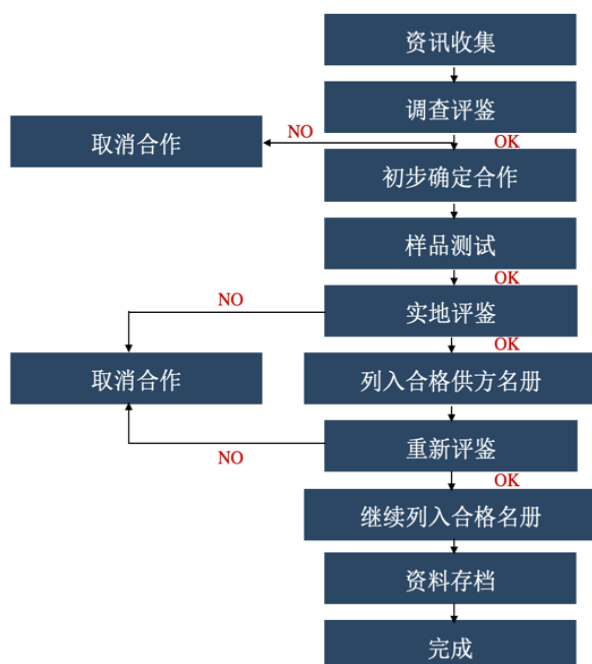 资讯收集
调查评鉴
NO
OK
取消合作
初步确定合作
样品测试
OK
NO
实地评鉴
OK
取消合作
列入合格供方名册
重新评鉴
NO
OK
继续列入合格名册
资料存档
完成